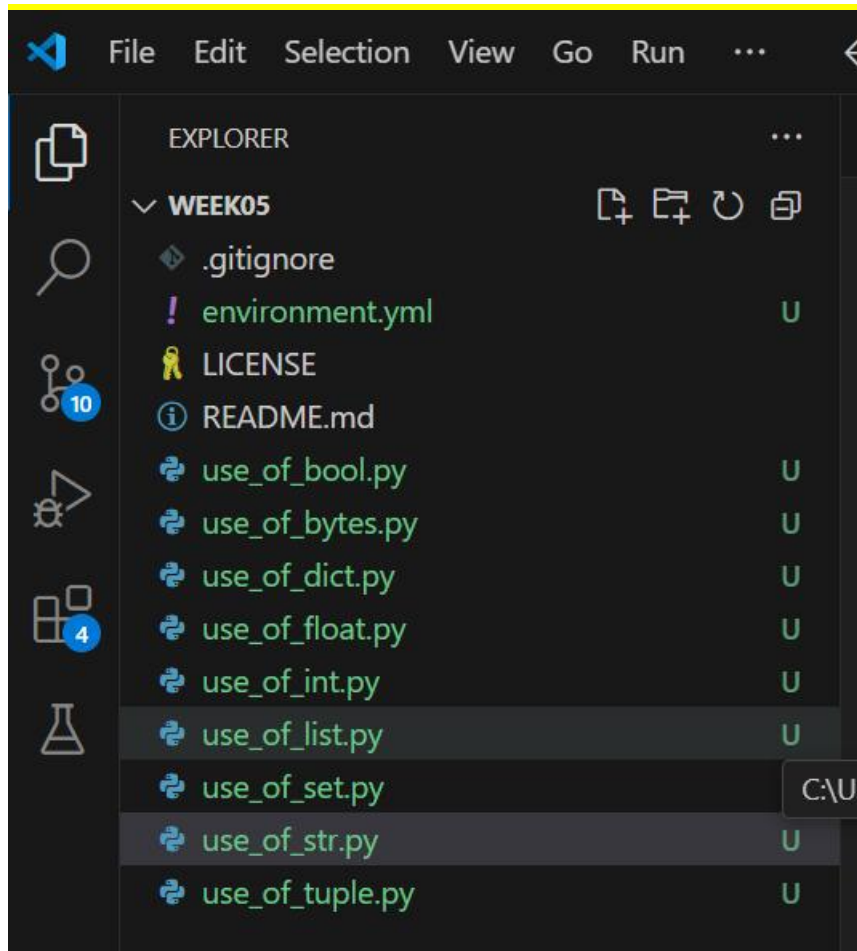 File Edit Selection View Go Run ...
EXPLORER ...
WEEK05
.gitignore
! environment.yml U
LICENSE
README.md
10
use_of_bool.py U
use_of_bytes.py U
use_of_dict.py U
use_of_float.py U
4
use_of_int.py U
use_of_list.py U
use_of_set.py C:\U
use_of_str.py U
use_of_tuple.py U